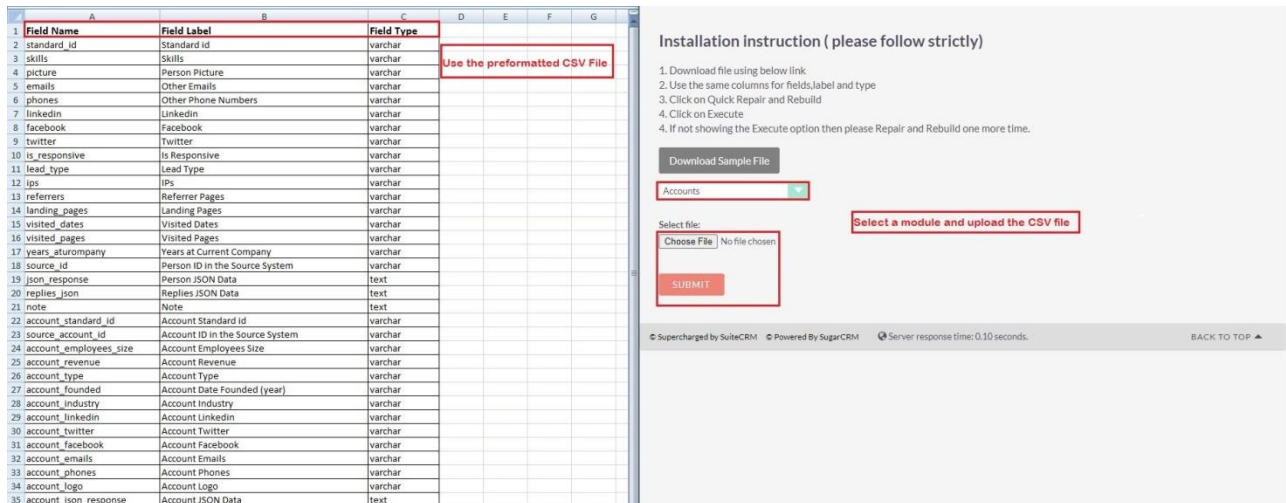 A B C D E F G
1 Field Name Field Label Field Type
2 standard_id Standard id varchar
3 skills Skills varchar
4 picture Person Picture varchar
5 emails Other Emails varchar
6 phones Other Phone Numbers varchar
7 linkedin Linkedin varchar
8 facebook Facebook varchar
9 twitter Twitter varchar
10 is_responsive Is Responsive varchar
11 lead_type Lead Type varchar
12 ips IPs varchar
13 referrers Referrer Pages varchar
14 landing_pages Landing Pages varchar
15 visited_dates Visited Dates varchar
16 visited_pages Visited Pages varchar
17 years_aturompany Years at Current Company varchar
18 source_id Person ID in the Source System varchar
19 json_response Person JSON Data text
20 replies_json Replies JSON Data text
21 note Note text
22 account_standard_id Account Standard id varchar
23 source_account_id Account ID in the Source System varchar
24 account_employees_size Account Employees Size varchar
25 account_revenue Account Revenue varchar
26 account_type Account Type varchar
27 account_founded Account Date Founded (year) varchar
28 account_industry Account Industry varchar
29 account_linkedin Account Linkedin varchar
30 account_twitter Account Twitter varchar
31 account_facebook Account Facebook varchar
32 account_emails Account Emails varchar
33 account_phones Account Phones varchar
34 account_logo Account Logo varchar
35 account_json_response Account JSON Data text
Use the preformatted CSV File
Installation instruction ( please follow strictly)
1. Download file using below link
2. Use the same columns for fields,label and type
3. Click on Quick Repair and Rebuild
4. Click on Execute
4. If not showing the Execute option then please Repair and Rebuild one more time.
Download Sample File
Accounts
Select a module and upload the CSV file
Select file:
Choose File No file chosen
SUBMIT
© Supercharged by SuiteCRM © Powered By SugarCRM Server response time: 0.10 seconds. BACK TO TOP